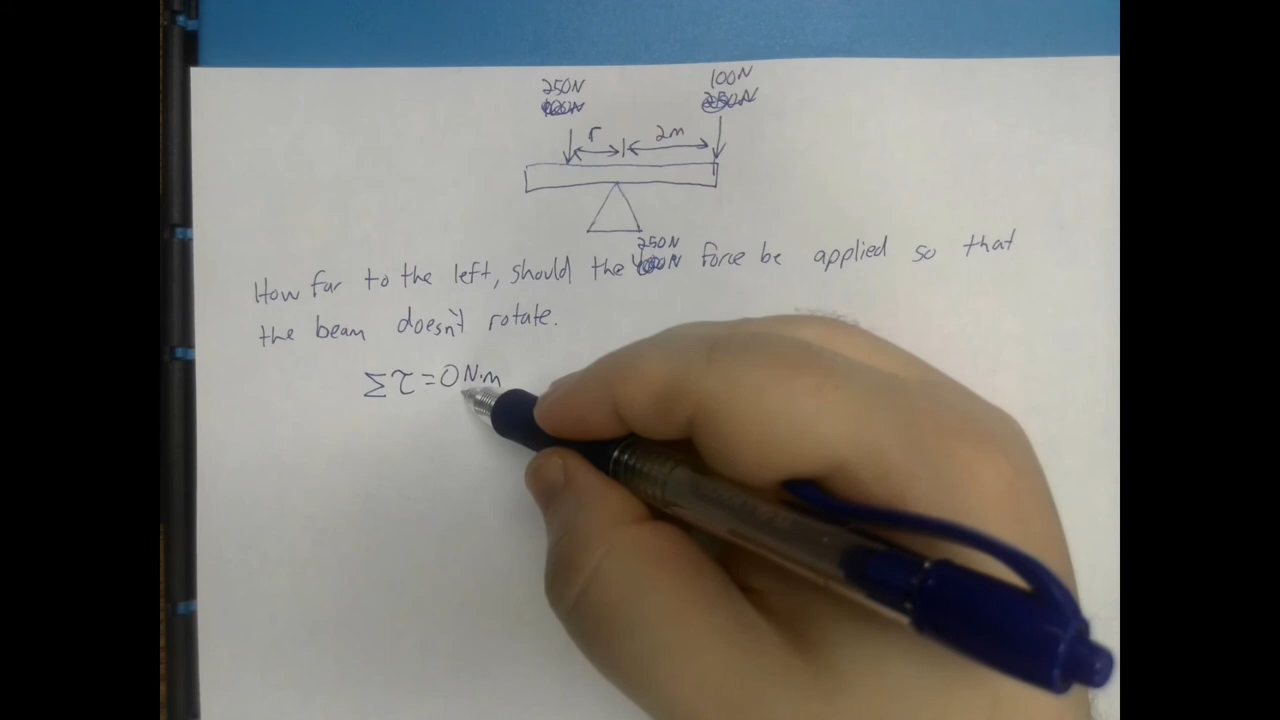 250N
100N
r
2m
250N
How far to the left, should the force be applied so that
the beam doesn't rotate.
Στ=0N·m